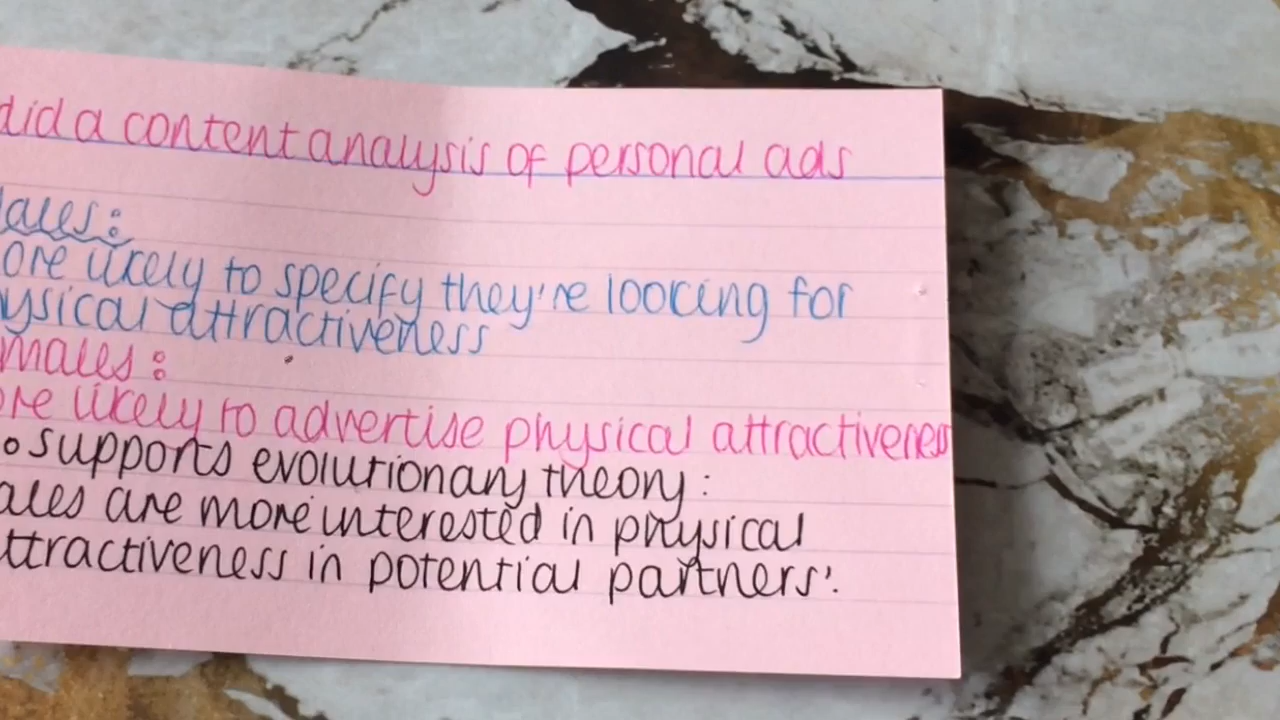 did a content analysis of personal ads
ales:
ore likely to specify they're looking for
ysical attractiveness
males:
ore likely to advertise physical attractiveness
o supports evolutionary theory:
ales are more interested in physical
ttractiveness in potential partners'.